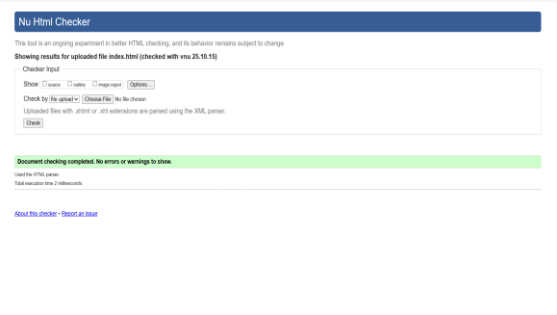 Nu Html Checker
This tool is an ongoing experiment in better HTML checking, and its behavior remains subject to change
Showing results for uploaded file index.html (checked with vnu 25.10.15)
Checker Input
Show source outline image report Options...
Check by file upload Choose File No file chosen
Uploaded files with .xhtml or .xht extensions are parsed using the XML parser.
Check
Document checking completed. No errors or warnings to show.
Used the HTML parser.
Total execution time 2 milliseconds.
About this checker • Report an issue